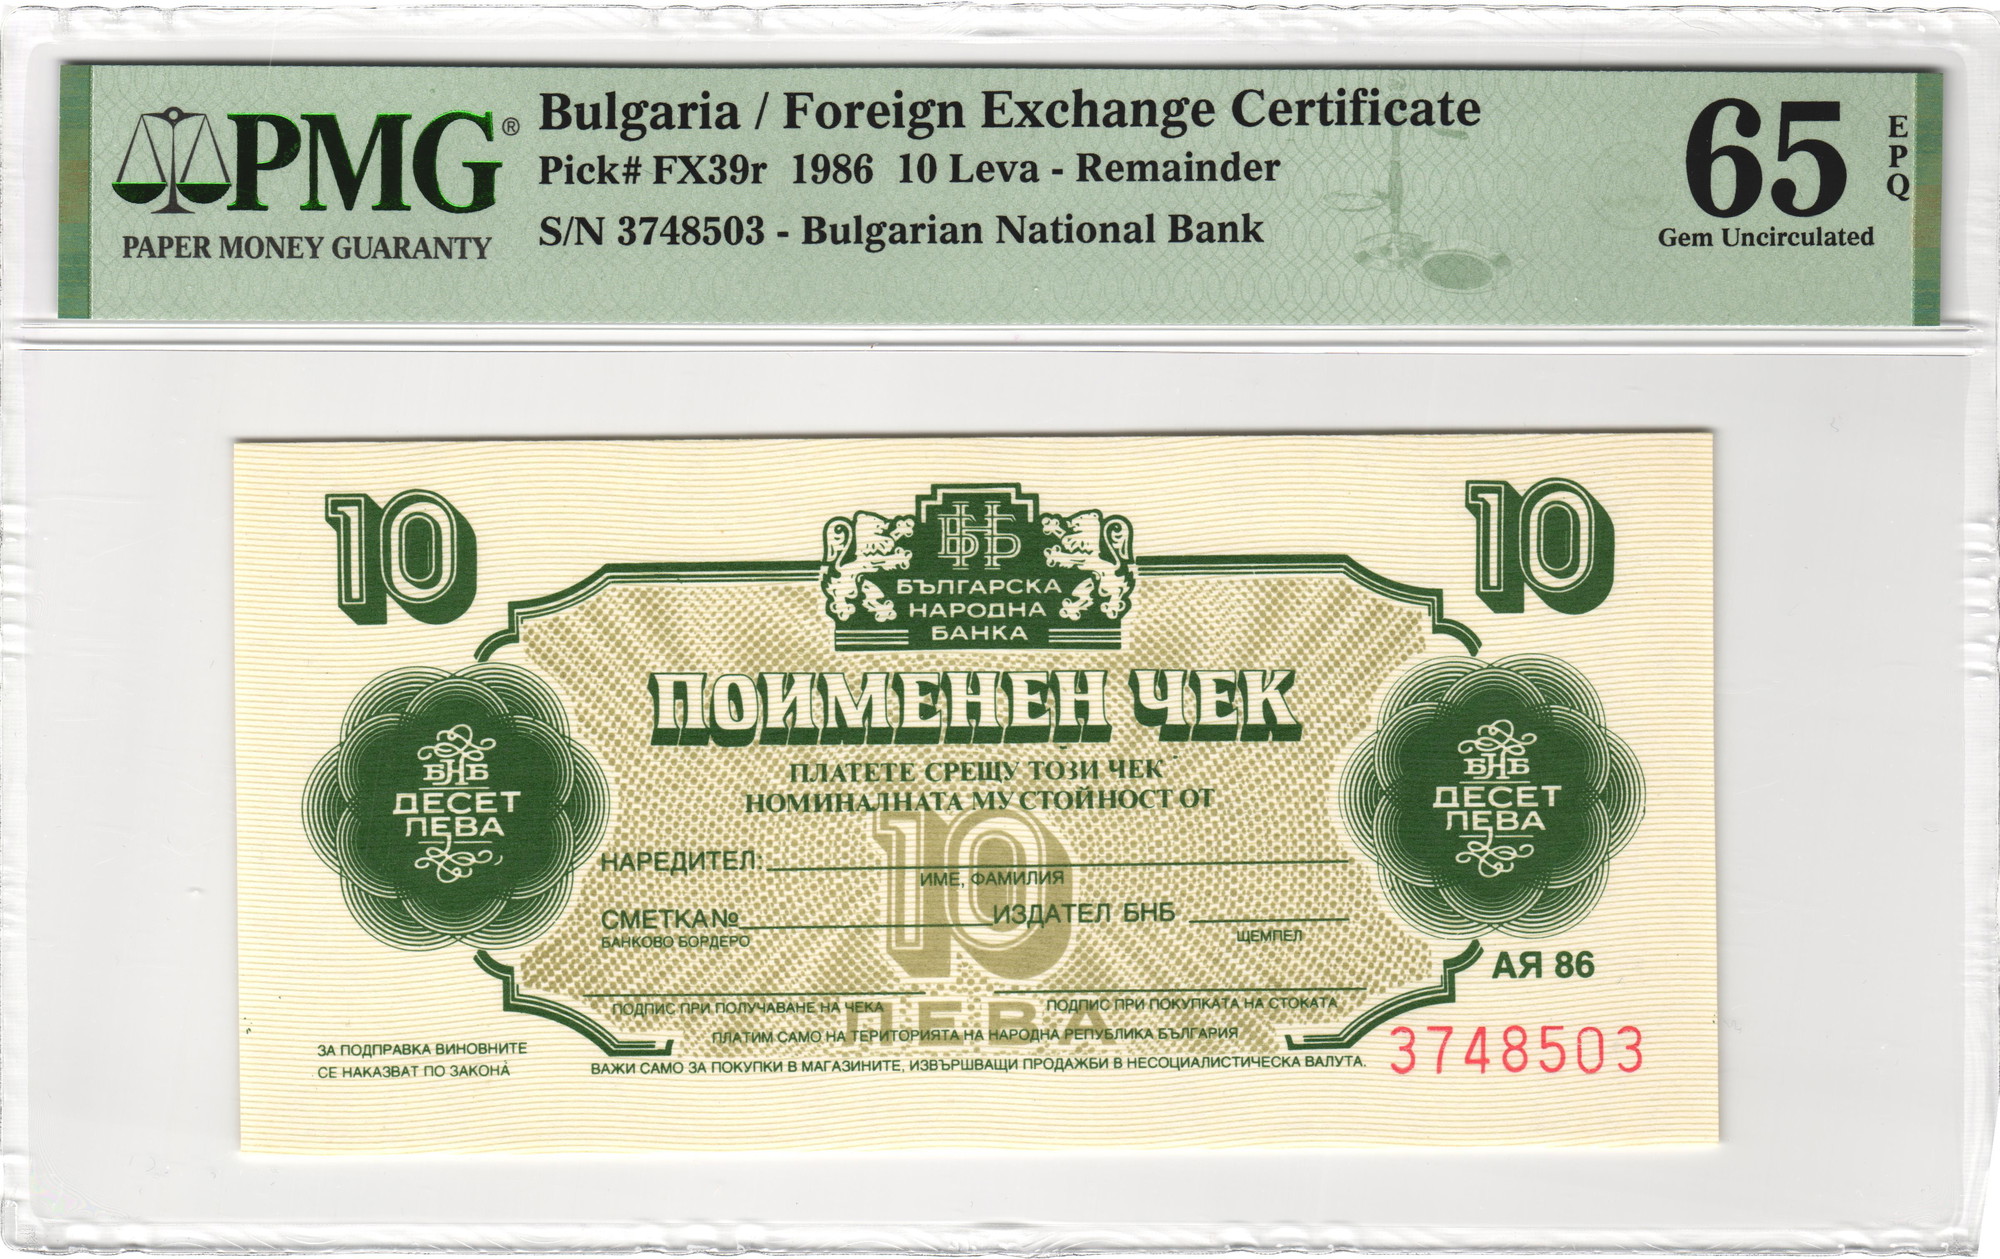 PMG®
PAPER MONEY GUARANTY
Bulgaria / Foreign Exchange Certificate
Pick# FX39r 1986 10 Leva - Remainder
S/N 3748503 - Bulgarian National Bank
65
EPQ
Gem Uncirculated
10
10
БНБ
БЪЛГАРСКА
НАРОДНА
БАНКА
ПОИМЕНЕН ЧЕК
ПЛАТЕТЕ СРЕЩУ ТОЗИ ЧЕК
НОМИНАЛНАТА МУ СТОЙНОСТ ОТ
БНБ
ДЕСЕТ
ЛЕВА
БНБ
ДЕСЕТ
ЛЕВА
10
ЛЕВА
НАРЕДИТЕЛ:
ИМЕ, ФАМИЛИЯ
СМЕТКА № ИЗДАТЕЛ БНБ
БАНКОВО БОРДЕРО ЩЕМПЕЛ
АЯ 86
ПОДПИС ПРИ ПОЛУЧАВАНЕ НА ЧЕКА ПОДПИС ПРИ ПОКУПКАТА НА СТОКАТА
ПЛАТИМ САМО НА ТЕРИТОРИЯТА НА НАРОДНА РЕПУБЛИКА БЪЛГАРИЯ
ЗА ПОДПРАВКА ВИНОВНИТЕ
СЕ НАКАЗВАТ ПО ЗАКОНА
ВАЖИ САМО ЗА ПОКУПКИ В МАГАЗИНИТЕ, ИЗВЪРШВАЩИ ПРОДАЖБИ В НЕСОЦИАЛИСТИЧЕСКА ВАЛУТА.
3748503